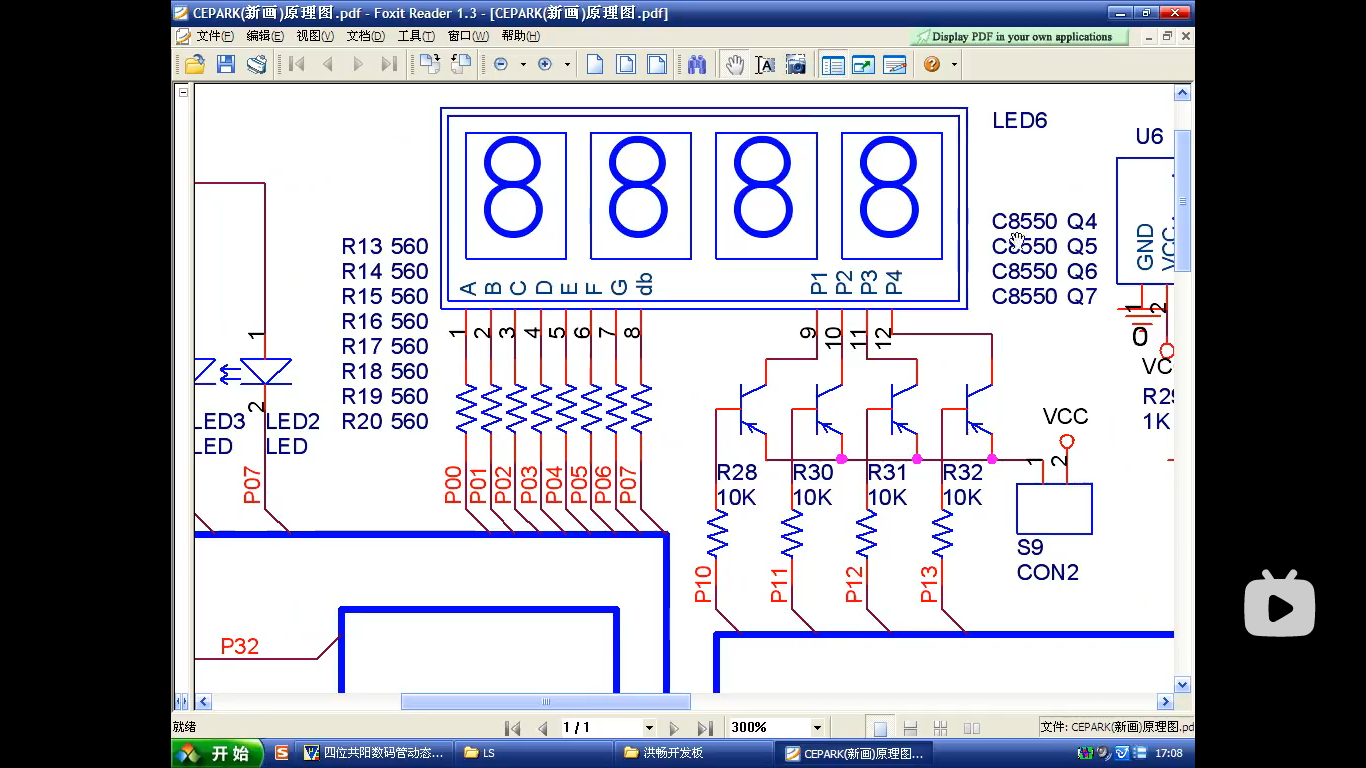 CEPARK(新画)原理图.pdf - Foxit Reader 1.3 - [CEPARK(新画)原理图.pdf]
文件(F) 编辑(E) 视图(V) 文档(D) 工具(T) 窗口(W) 帮助(H)
Display PDF in your own applications
LED6
U6
C8550 Q4
C8550 Q5
C8550 Q6
C8550 Q7
GND
1
2
0
R13 560
R14 560
R15 560
R16 560
R17 560
R18 560
R19 560
R20 560
A B C D E F G db
P1 P2 P3 P4
1 2 3 4 5 6 7 8
9 10 11 12
1
2
LED3
LED
LED2
LED
P07
P00 P01 P02 P03 P04 P05 P06 P07
VCC
1 2
1K
R28
10K
R30
10K
R31
10K
R32
10K
S9
CON2
P10 P11 P12 P13
P32
就绪
1 / 1
300%
文件: CEPARK(新画)原理图.pd
开始
四位共阳数码管动态...
LS
洪畅开发板
CEPARK(新画)原理图...
17:08